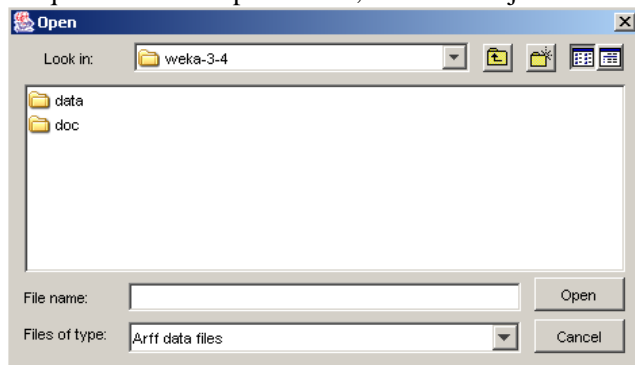 Open
Look in: weka-3-4
data
doc
File name: Open
Files of type: Arff data files Cancel